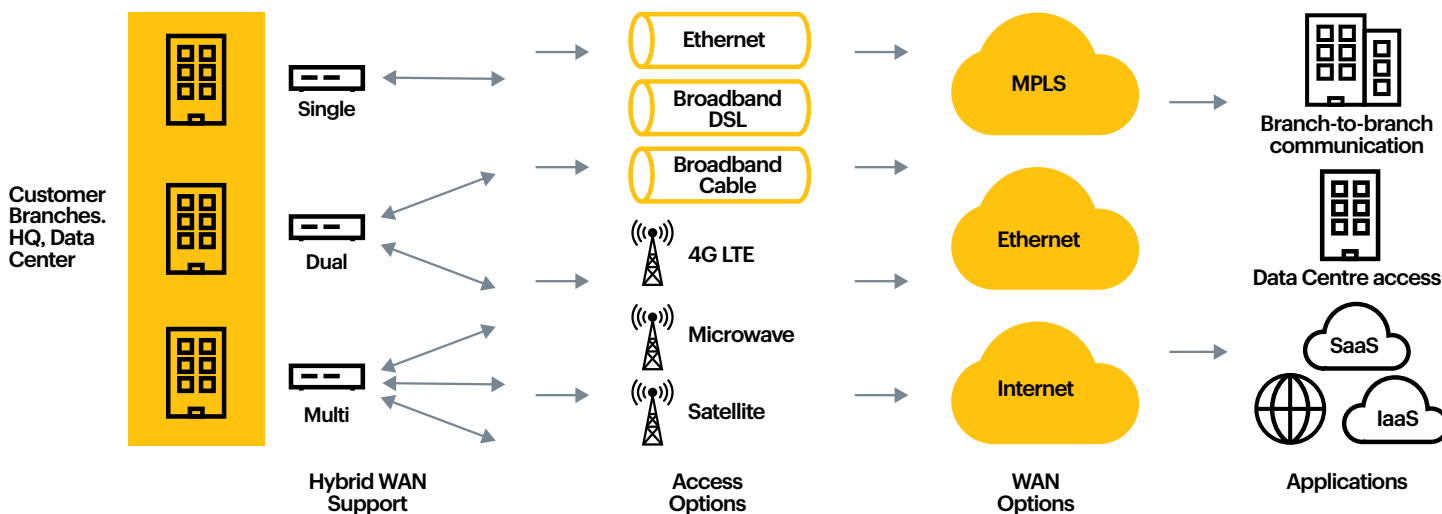 Customer
Branches.
HQ, Data
Center
Single
Dual
Multi
Hybrid WAN
Support
Ethernet
Broadband
DSL
Broadband
Cable
4G LTE
Microwave
Satellite
Access
Options
MPLS
Ethernet
Internet
WAN
Options
Branch-to-branch
communication
Data Centre access
SaaS
IaaS
Applications